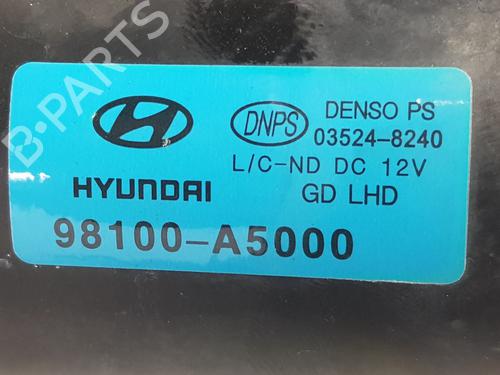 HYUNDAI
98100-A5000
DNPS
DENSO PS
03524-8240
L/C-ND DC 12V
GD LHD
B-PARTS